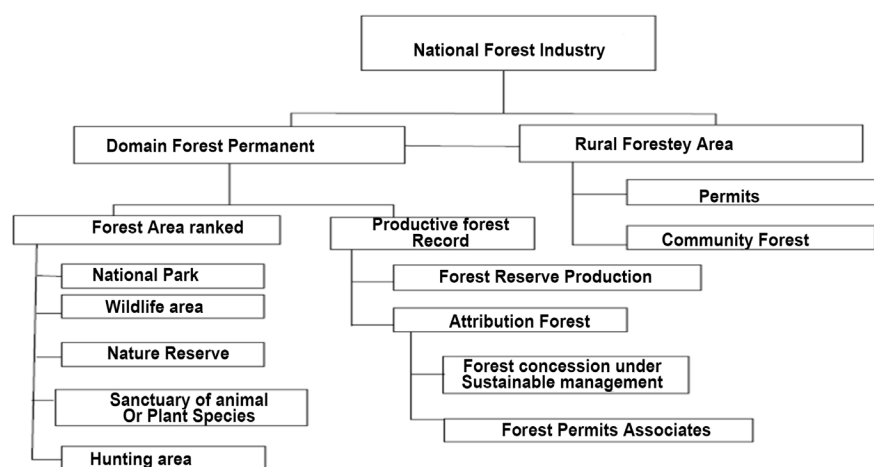 National Forest Industry
Domain Forest Permanent
Rural Forestey Area
Permits
Community Forest
Forest Area ranked
Productive forest
Record
National Park
Wildlife area
Nature Reserve
Sanctuary of animal
Or Plant Species
Hunting area
Forest Reserve Production
Attribution Forest
Forest concession under
Sustainable management
Forest Permits Associates